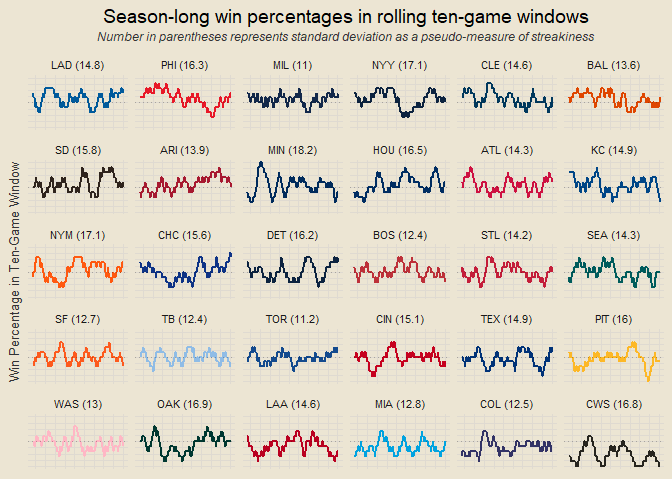 Season-long win percentages in rolling ten-game windows
Number in parentheses represents standard deviation as a pseudo-measure of streakiness
LAD (14.8) PHI (16.3) MIL (11) NYY (17.1) CLE (14.6) BAL (13.6)
SD (15.8) ARI (13.9) MIN (18.2) HOU (16.5) ATL (14.3) KC (14.9)
NYM (17.1) CHC (15.6) DET (16.2) BOS (12.4) STL (14.2) SEA (14.3)
SF (12.7) TB (12.4) TOR (11.2) CIN (15.1) TEX (14.9) PIT (16)
WAS (13) OAK (16.9) LAA (14.6) MIA (12.8) COL (12.5) CWS (16.8)
Win Percentage in Ten-Game Window